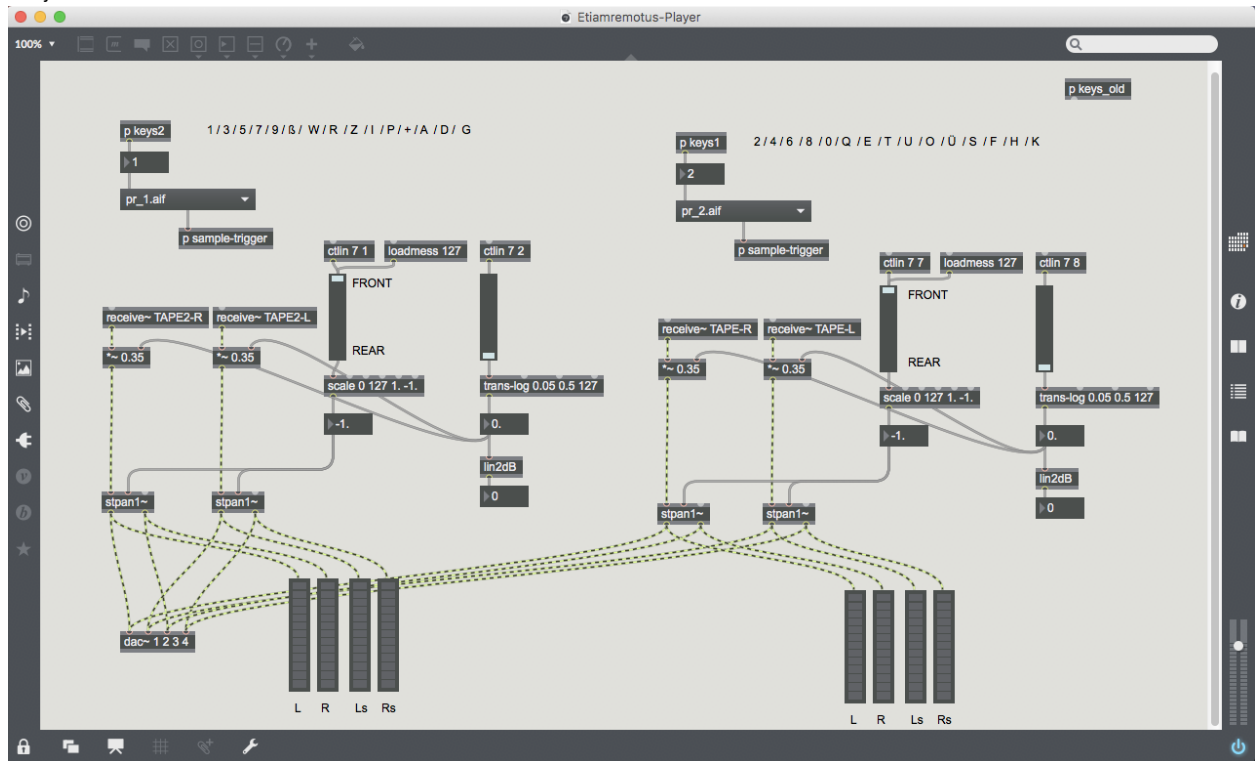 Etiamremotus-Player
100%
p keys_old
p keys2
1/3/5/7/9/ß/ W/R /Z /I /P/+/A /D/ G
1
pr_1.aif
p sample-trigger
ctlin 7 1
loadmess 127
ctlin 7 2
FRONT
REAR
receive~ TAPE2-R
receive~ TAPE2-L
*~ 0.35
*~ 0.35
scale 0 127 1. -1.
trans-log 0.05 0.5 127
-1.
0.
lin2dB
0
stpan1~
stpan1~
dac~ 1 2 3 4
L R Ls Rs
p keys1
2/4/6 /8 /0/Q /E /T /U /O /Ü /S /F /H /K
2
pr_2.aif
p sample-trigger
ctlin 7 7
loadmess 127
ctlin 7 8
FRONT
REAR
receive~ TAPE-R
receive~ TAPE-L
*~ 0.35
*~ 0.35
scale 0 127 1. -1.
trans-log 0.05 0.5 127
-1.
0.
lin2dB
0
stpan1~
stpan1~
L R Ls Rs